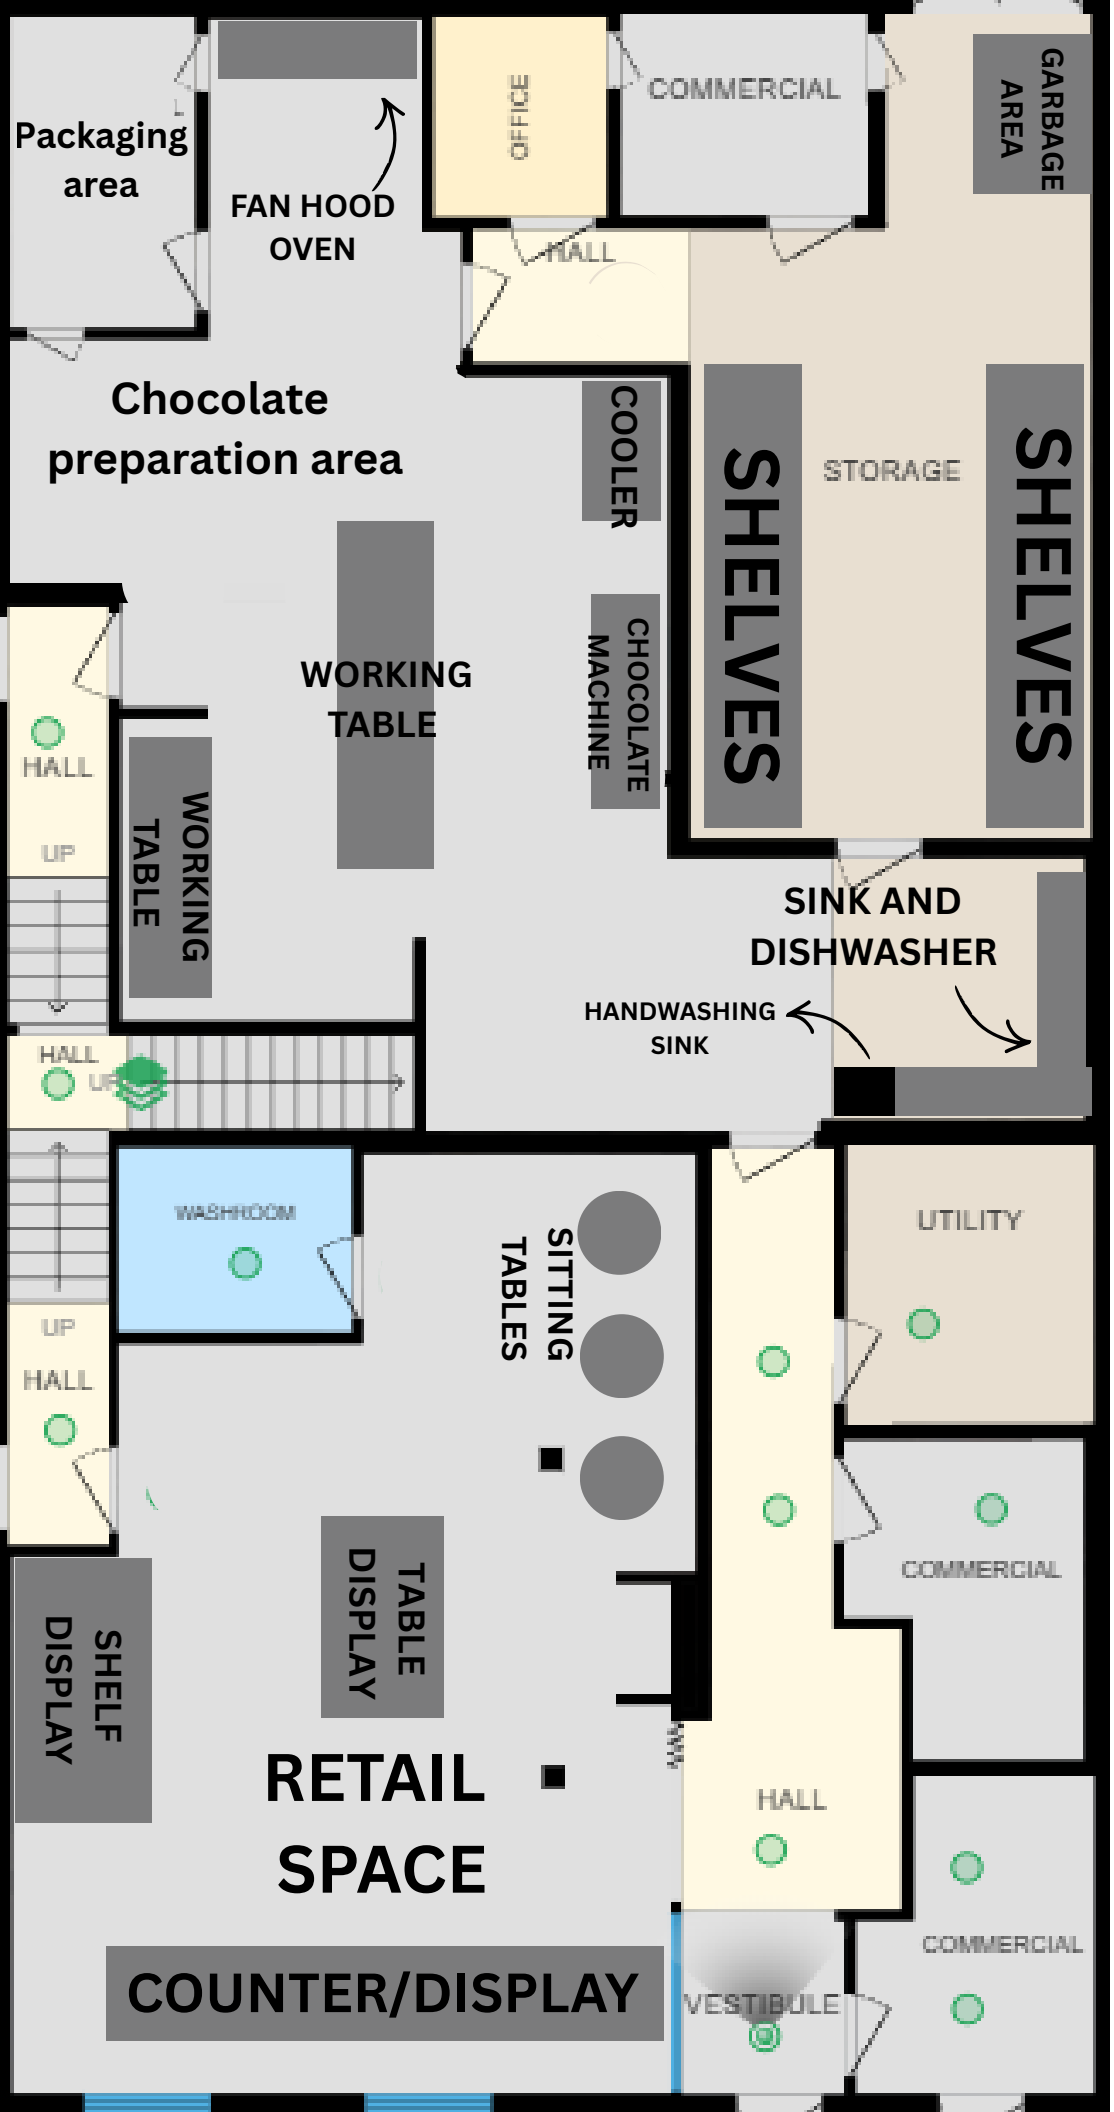 Packaging
area
FAN HOOD
OVEN
OFFICE
COMMERCIAL
GARBAGE
AREA
HALL
Chocolate
preparation area
COOLER
SHELVES
STORAGE
SHELVES
WORKING
TABLE
CHOCOLATE
MACHINE
HALL
UP
WORKING
TABLE
SINK AND
DISHWASHER
HANDWASHING
SINK
HALL
UP
WASHROOM
SITTING
TABLES
UTILITY
UP
HALL
COMMERCIAL
TABLE
DISPLAY
SHELF
DISPLAY
RETAIL
SPACE
HALL
COMMERCIAL
COUNTER/DISPLAY
VESTIBULE